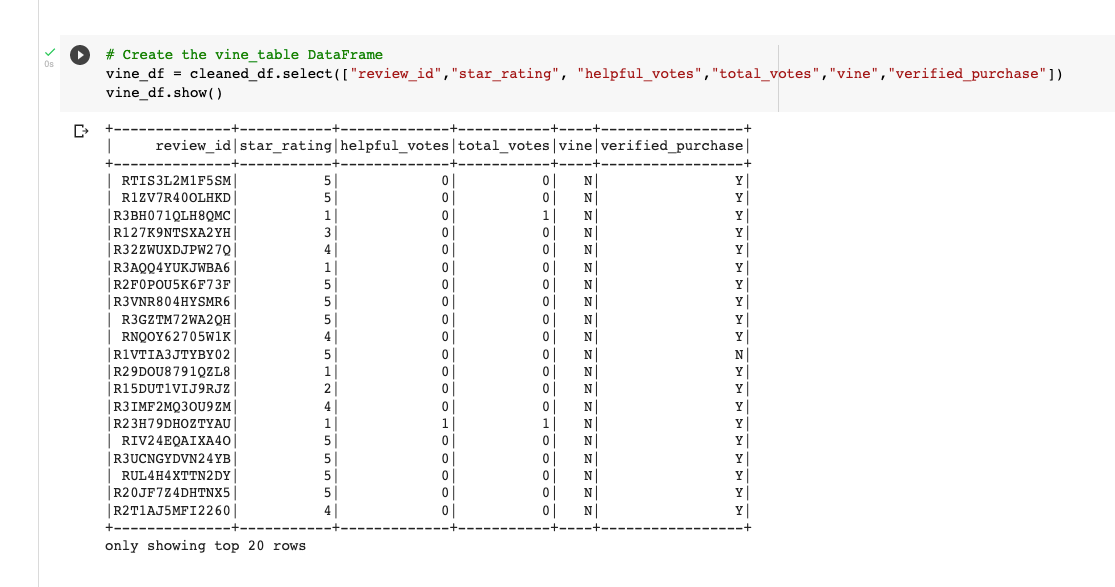 # Create the vine_table DataFrame
0s
vine_df = cleaned_df.select(["review_id","star_rating", "helpful_votes","total_votes","vine","verified_purchase"])
vine_df.show()
+--------------+-----------+-------------+-----------+----+-----------------+
|     review_id|star_rating|helpful_votes|total_votes|vine|verified_purchase|
+--------------+-----------+-------------+-----------+----+-----------------+
| RTIS3L2M1F5SM|          5|            0|          0|   N|                Y|
| R1ZV7R40OLHKD|          5|            0|          0|   N|                Y|
|R3BH071QLH8QMC|          1|            0|          1|   N|                Y|
|R127K9NTSXA2YH|          3|            0|          0|   N|                Y|
|R32ZWUXDJPW27Q|          4|            0|          0|   N|                Y|
|R3AQQ4YUKJWBA6|          1|            0|          0|   N|                Y|
|R2F0POU5K6F73F|          5|            0|          0|   N|                Y|
|R3VNR804HYSMR6|          5|            0|          0|   N|                Y|
| R3GZTM72WA2QH|          5|            0|          0|   N|                Y|
| RNQOY62705W1K|          4|            0|          0|   N|                Y|
|R1VTIA3JTYBY02|          5|            0|          0|   N|                N|
|R29DOU8791QZL8|          1|            0|          0|   N|                Y|
|R15DUT1VIJ9RJZ|          2|            0|          0|   N|                Y|
|R3IMF2MQ3OU9ZM|          4|            0|          0|   N|                Y|
|R23H79DHOZTYAU|          1|            1|          1|   N|                Y|
| RIV24EQAIXA4O|          5|            0|          0|   N|                Y|
|R3UCNGYDVN24YB|          5|            0|          0|   N|                Y|
| RUL4H4XTTN2DY|          5|            0|          0|   N|                Y|
|R20JF7Z4DHTNX5|          5|            0|          0|   N|                Y|
|R2T1AJ5MFI2260|          4|            0|          0|   N|                Y|
+--------------+-----------+-------------+-----------+----+-----------------+
only showing top 20 rows